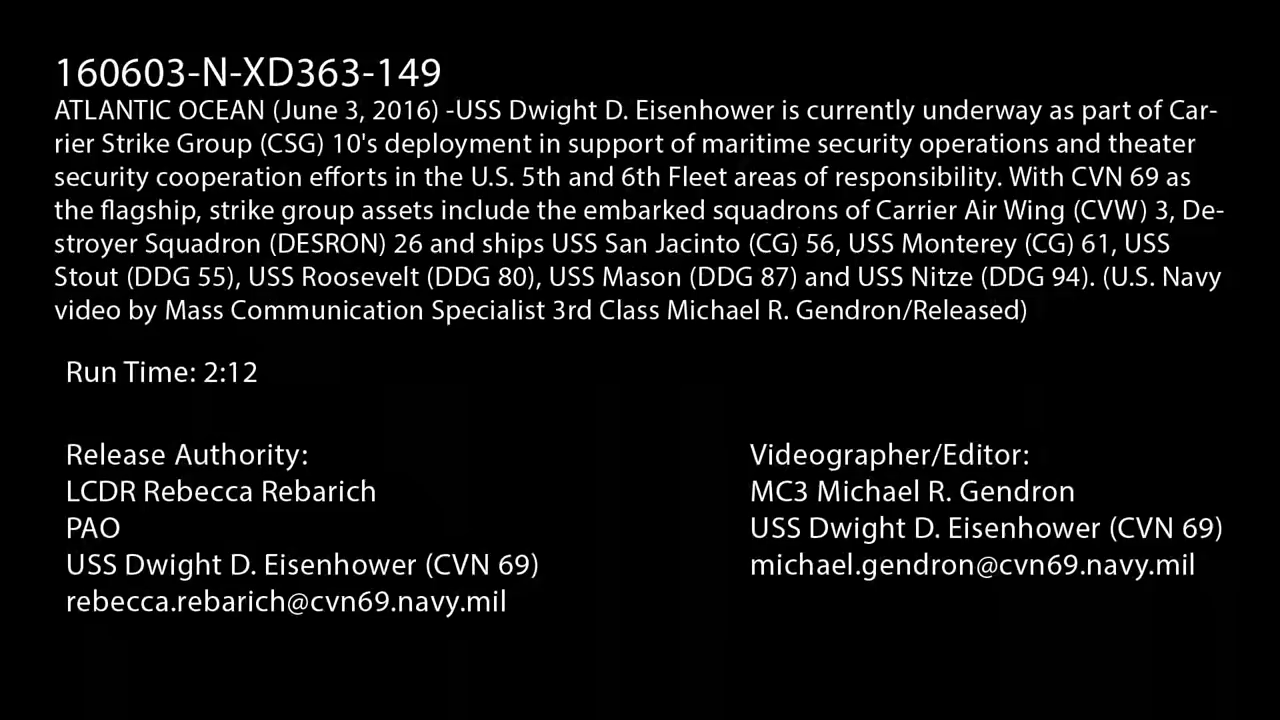 160603-N-XD363-149
ATLANTIC OCEAN (June 3, 2016) -USS Dwight D. Eisenhower is currently underway as part of Car-
rier Strike Group (CSG) 10's deployment in support of maritime security operations and theater
security cooperation efforts in the U.S. 5th and 6th Fleet areas of responsibility. With CVN 69 as
the flagship, strike group assets include the embarked squadrons of Carrier Air Wing (CVW) 3, De-
stroyer Squadron (DESRON) 26 and ships USS San Jacinto (CG) 56, USS Monterey (CG) 61, USS
Stout (DDG 55), USS Roosevelt (DDG 80), USS Mason (DDG 87) and USS Nitze (DDG 94). (U.S. Navy
video by Mass Communication Specialist 3rd Class Michael R. Gendron/Released)
Run Time: 2:12
Release Authority:
LCDR Rebecca Rebarich
PAO
USS Dwight D. Eisenhower (CVN 69)
rebecca.rebarich@cvn69.navy.mil
Videographer/Editor:
MC3 Michael R. Gendron
USS Dwight D. Eisenhower (CVN 69)
michael.gendron@cvn69.navy.mil